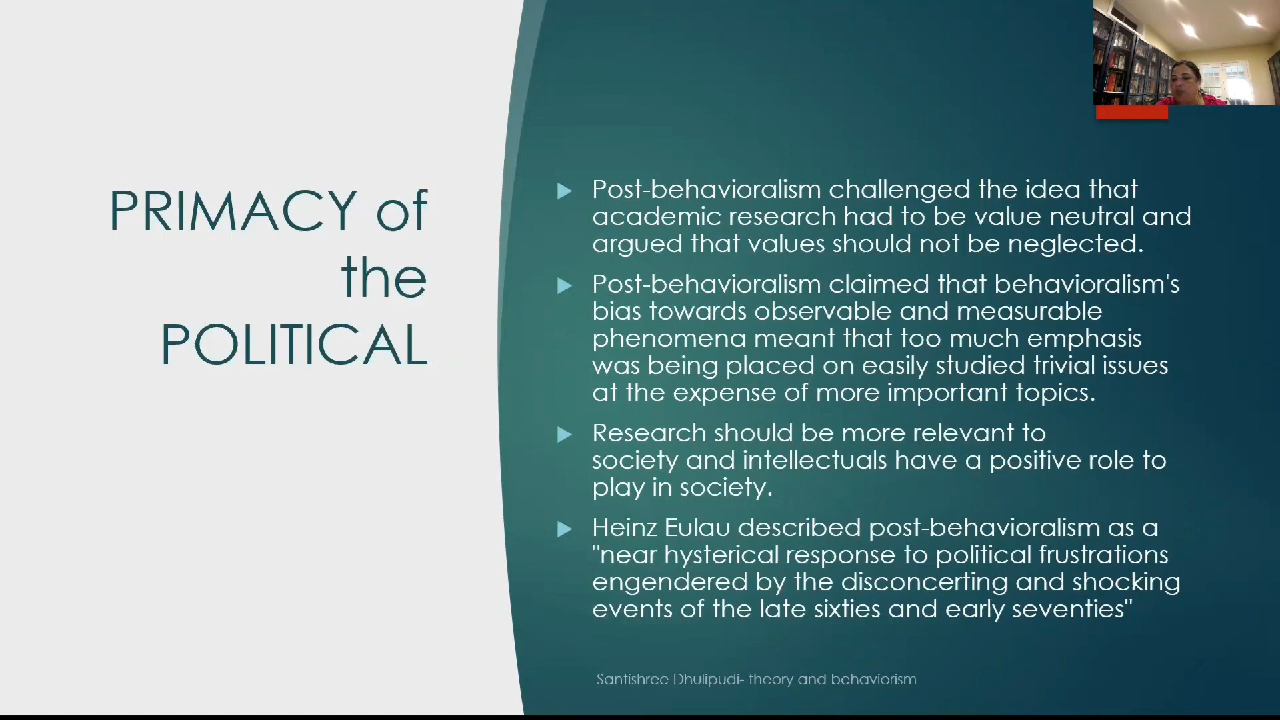 PRIMACY of
the
POLITICAL
Post-behavioralism challenged the idea that
academic research had to be value neutral and
argued that values should not be neglected.
Post-behavioralism claimed that behavioralism's
bias towards observable and measurable
phenomena meant that too much emphasis
was being placed on easily studied trivial issues
at the expense of more important topics.
Research should be more relevant to
society and intellectuals have a positive role to
play in society.
Heinz Eulau described post-behavioralism as a
"near hysterical response to political frustrations
engendered by the disconcerting and shocking
events of the late sixties and early seventies"
Santishree Dhulipudi- theory and behaviorism